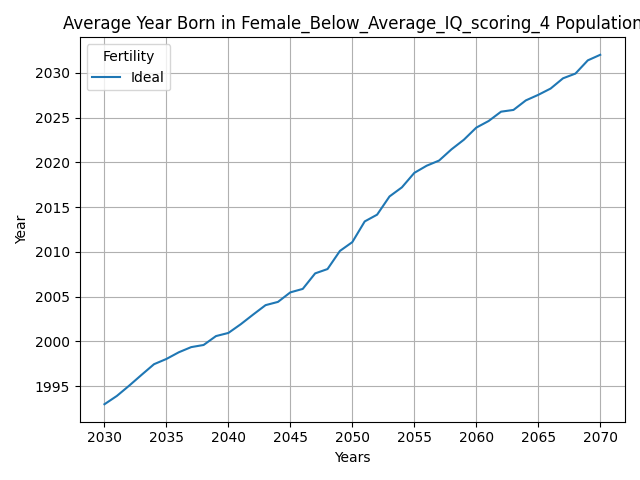 Average Year Born in Female_Below_Average_IQ_scoring_4 Population
Fertility
Ideal
Year
2030
2025
2020
2015
2010
2005
2000
1995
2030 2035 2040 2045 2050 2055 2060 2065 2070
Years